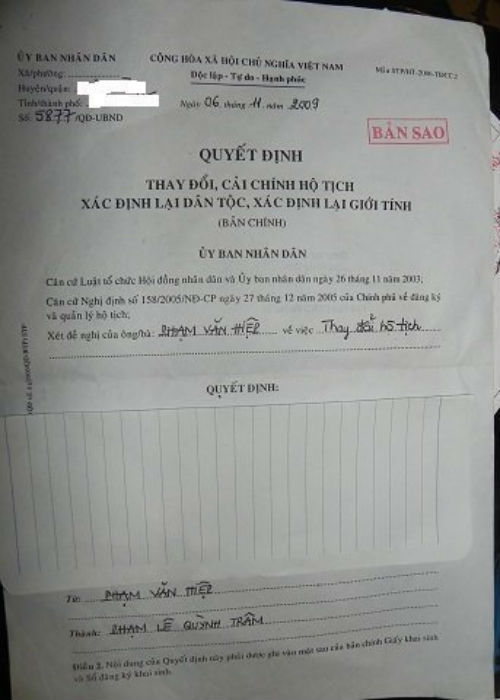 ỦY BAN NHÂN DÂN
CỘNG HÒA XÃ HỘI CHỦ NGHĨA VIỆT NAM
Xã/phường:
Độc lập - Tự do - Hạnh phúc
Huyện/quận:
Tỉnh/thành phố:
Ngày 06 tháng 11 năm 2009
Số: 5877/QĐ-UBND
BẢN SAO
QUYẾT ĐỊNH
THAY ĐỔI, CẢI CHÍNH HỘ TỊCH
XÁC ĐỊNH LẠI DÂN TỘC, XÁC ĐỊNH LẠI GIỚI TÍNH
(BẢN CHÍNH)
ỦY BAN NHÂN DÂN
Căn cứ Luật tổ chức Hội đồng nhân dân và Ủy ban nhân dân ngày 26 tháng 11 năm 2003;
Căn cứ Nghị định số 158/2005/NĐ-CP ngày 27 tháng 12 năm 2005 của Chính phủ về đăng ký
và quản lý hộ tịch;
Xét đề nghị của ông/bà: PHẠM VĂN HIỆP về việc Thay đổi hộ tịch
QUYẾT ĐỊNH:
Từ: PHẠM VĂN HIỆP
Thành: PHẠM LÊ QUỲNH TRÂM
Điều 2. Nội dung của Quyết định này phải được ghi vào mặt sau của bản chính Giấy khai sinh
và Sổ đăng ký khai sinh.